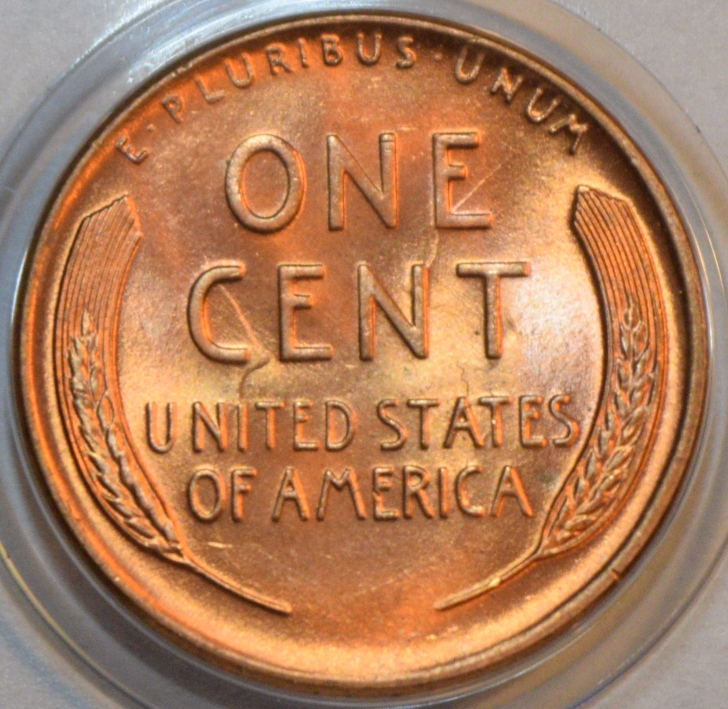 E·PLURIBUS·UNUM
ONE
CENT
UNITED STATES
OF AMERICA